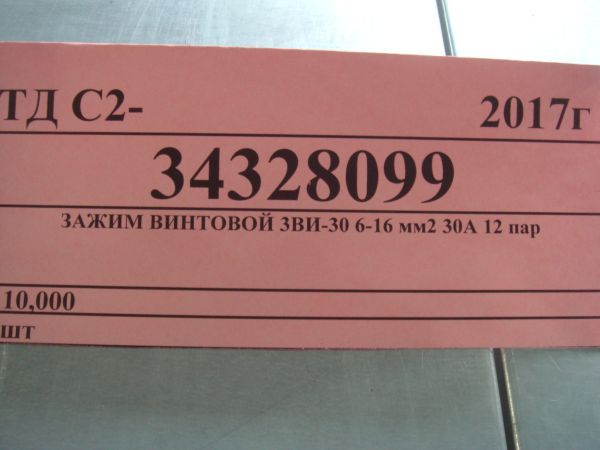 ТД С2- 2017г
34328099
ЗАЖИМ ВИНТОВОЙ ЗВИ-30 6-16 мм2 30А 12 пар
10,000
шт